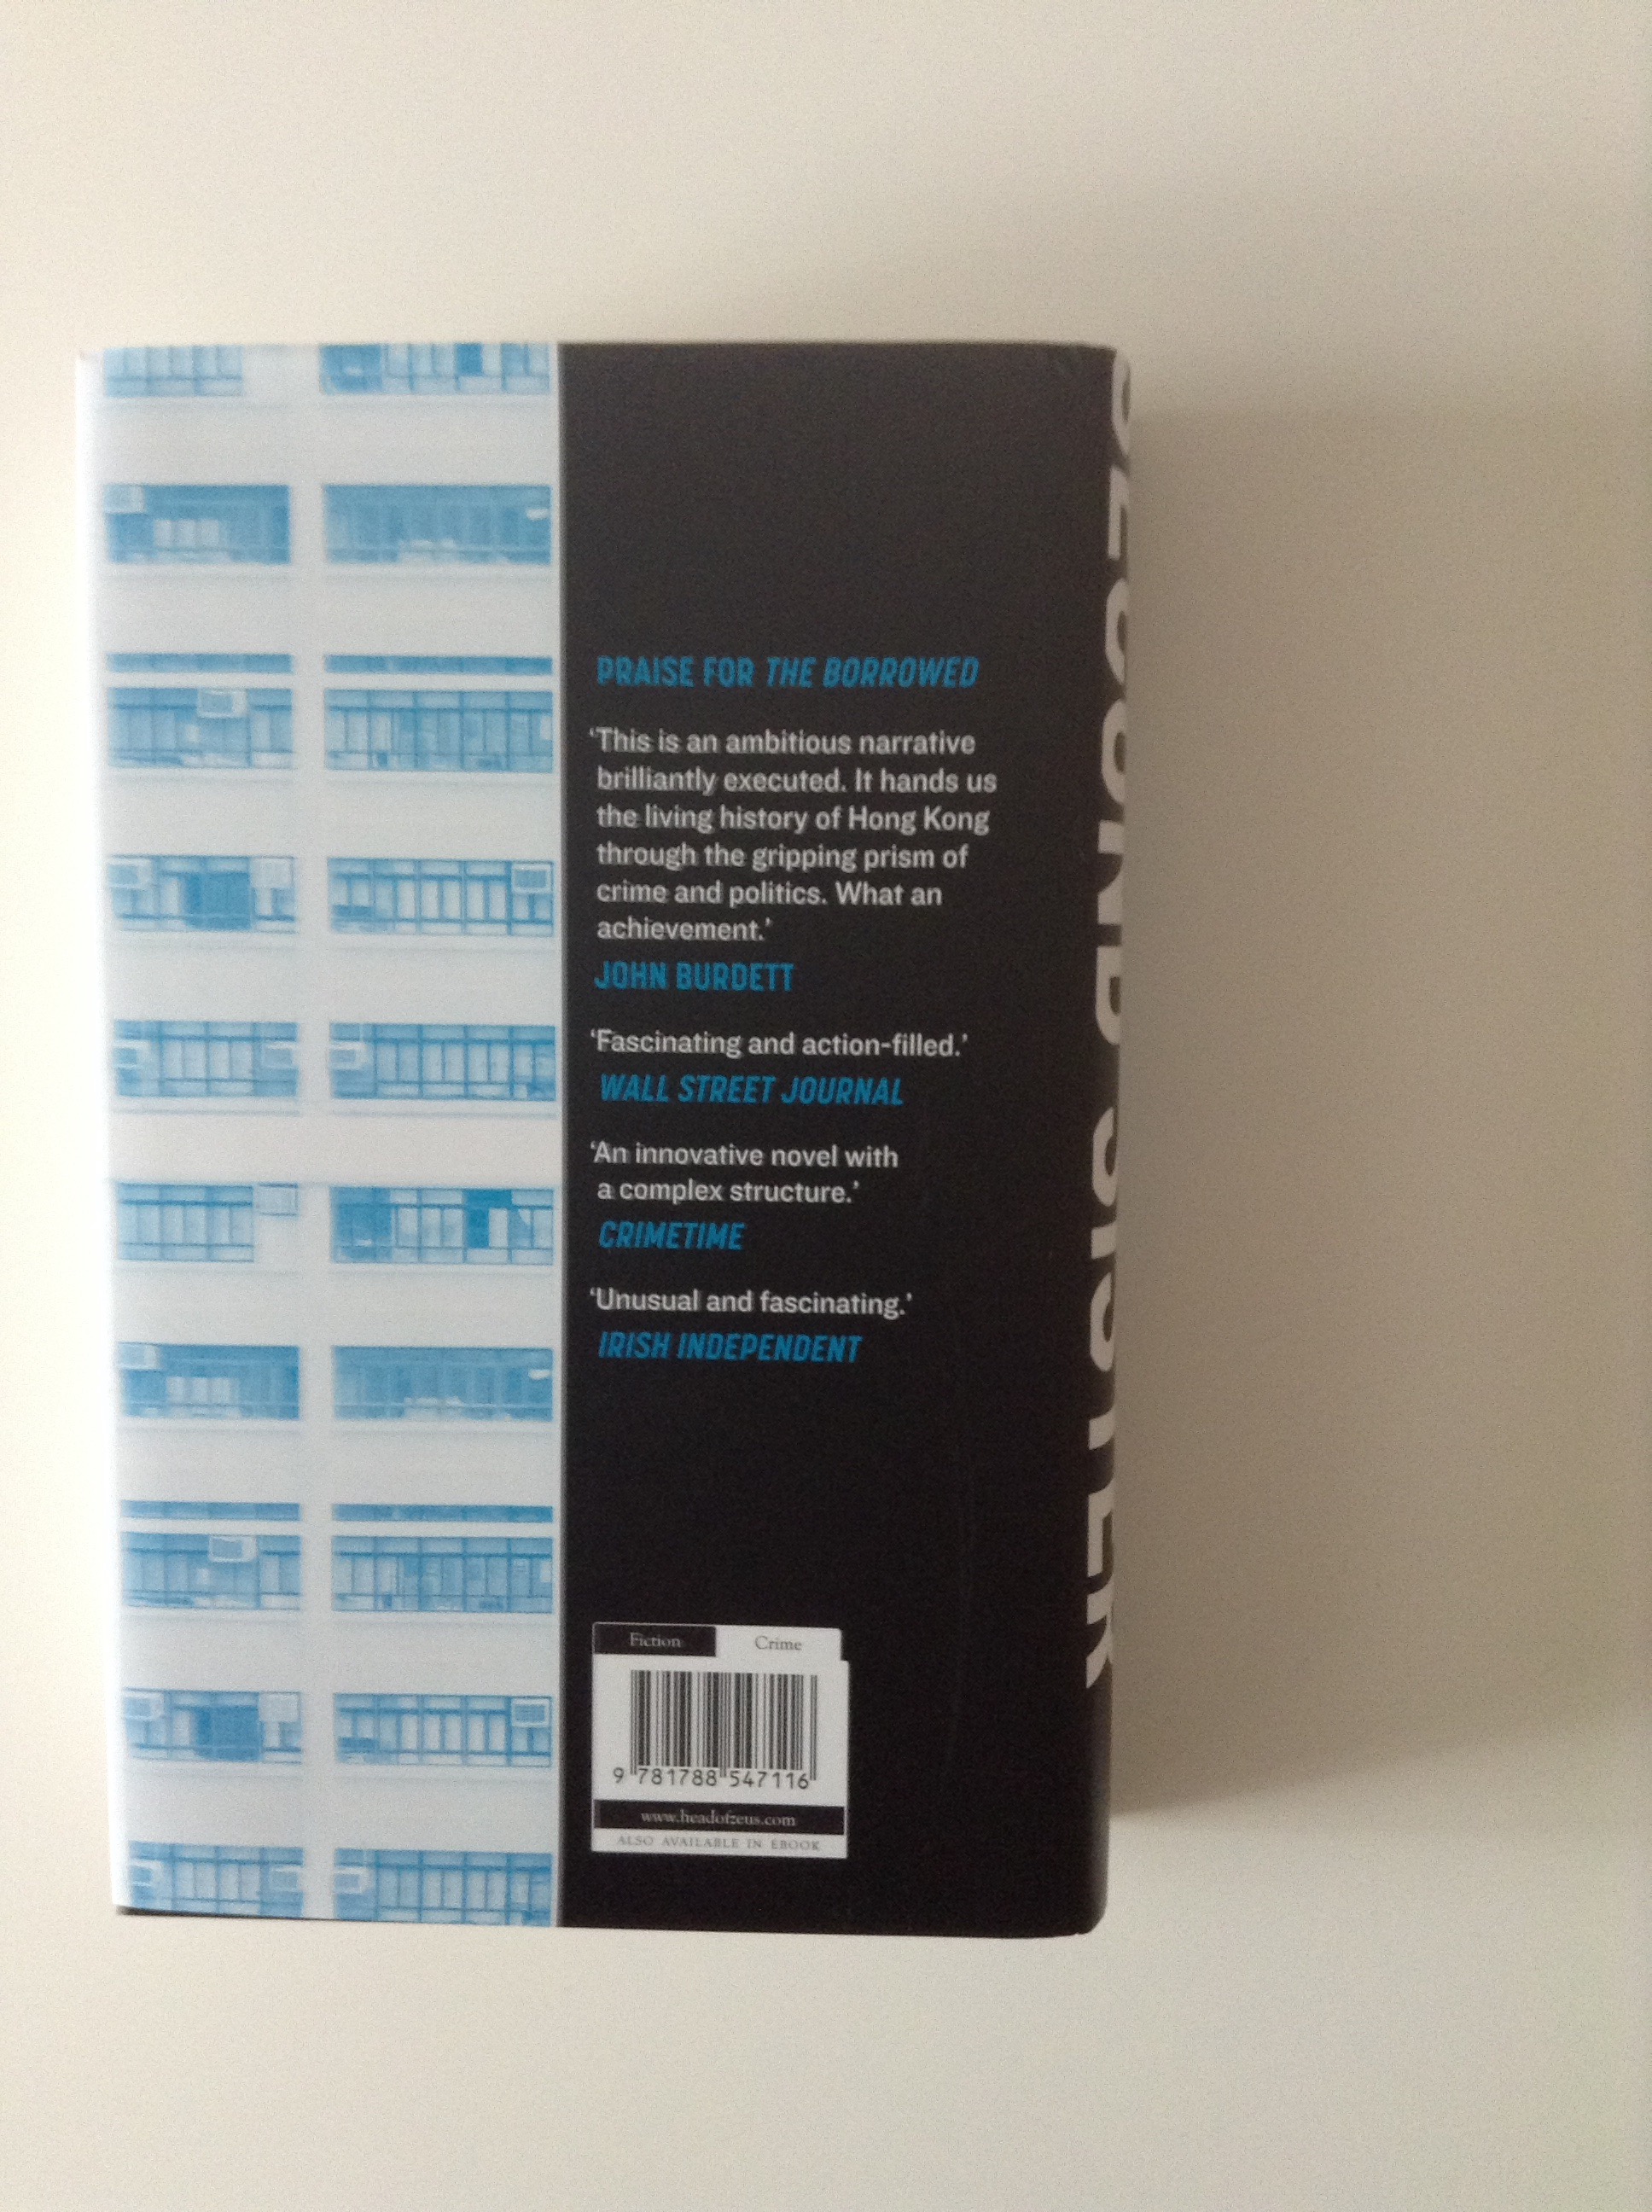 PRAISE FOR THE BORROWED
‘This is an ambitious narrative
brilliantly executed. It hands us
the living history of Hong Kong
through the gripping prism of
crime and politics. What an
achievement.’
JOHN BURDETT
‘Fascinating and action-filled.’
WALL STREET JOURNAL
‘An innovative novel with
a complex structure.’
CRIMETIME
‘Unusual and fascinating.’
IRISH INDEPENDENT
Fiction Crime
9 781788 547116
www.headofzeus.com
ALSO AVAILABLE IN EBOOK
SECOND SISTER